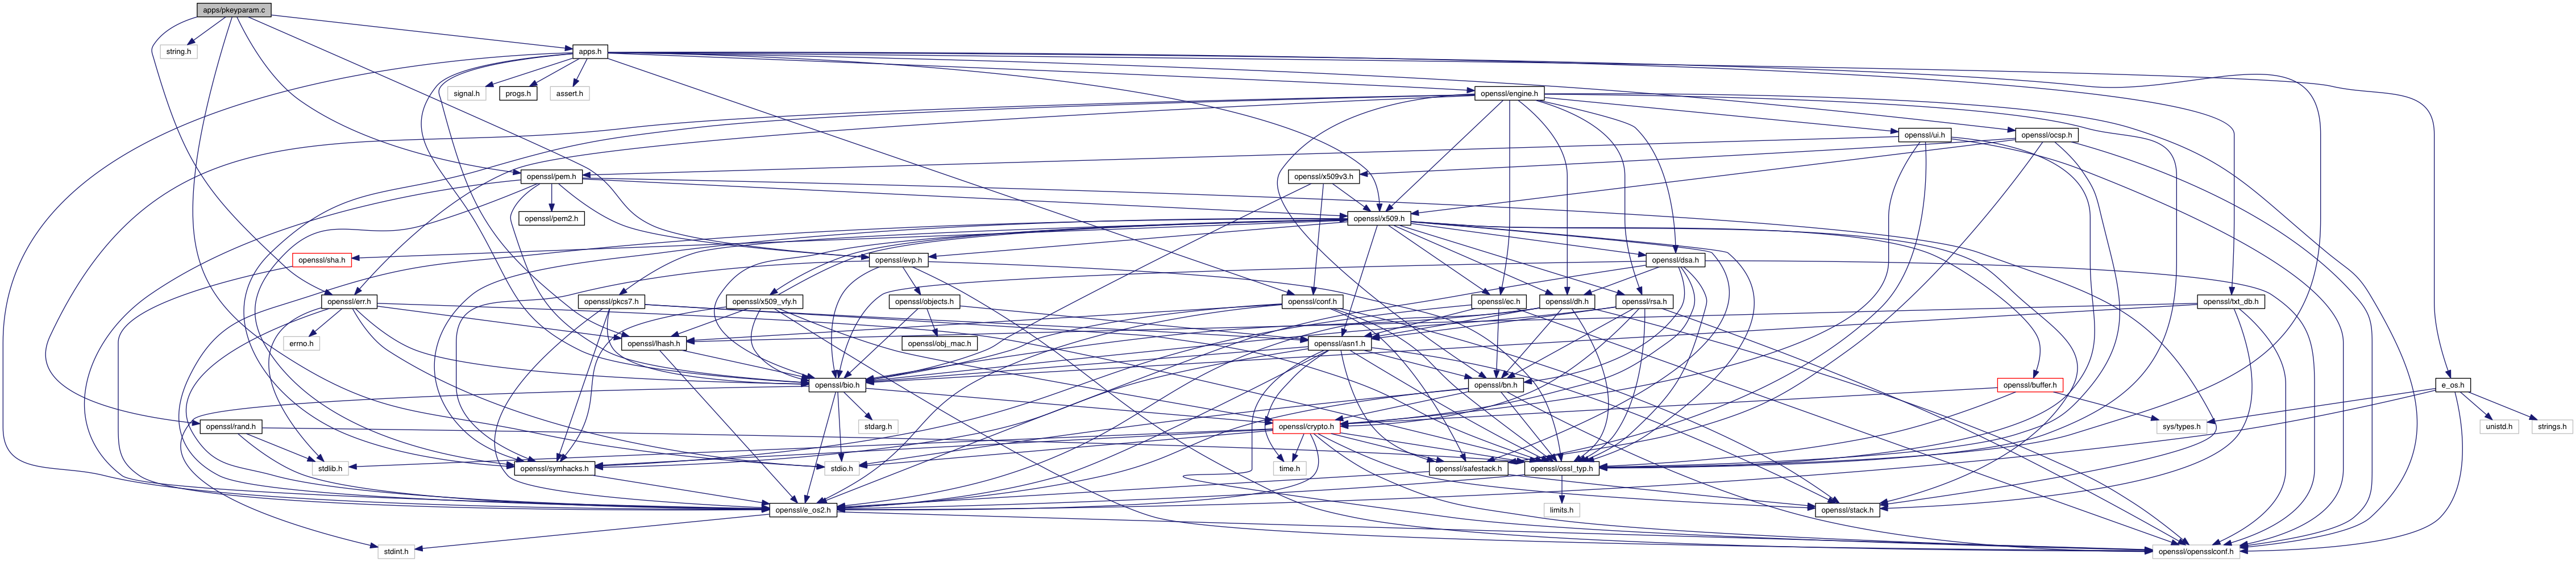 apps/pkeyparam.c
string.h
apps.h
signal.h
progs.h
assert.h
openssl/engine.h
openssl/ui.h
openssl/ocsp.h
openssl/pem.h
openssl/x509v3.h
openssl/pem2.h
openssl/x509.h
openssl/sha.h
openssl/evp.h
openssl/dsa.h
openssl/err.h
openssl/pkcs7.h
openssl/x509_vfy.h
openssl/objects.h
openssl/conf.h
openssl/ec.h
openssl/dh.h
openssl/rsa.h
openssl/txt_db.h
errno.h
openssl/lhash.h
openssl/obj_mac.h
openssl/asn1.h
openssl/bio.h
openssl/bn.h
openssl/buffer.h
e_os.h
openssl/rand.h
stdarg.h
openssl/crypto.h
sys/types.h
unistd.h
strings.h
stdlib.h
openssl/symhacks.h
stdio.h
time.h
openssl/safestack.h
openssl/ossl_typ.h
openssl/e_os2.h
limits.h
openssl/stack.h
stdint.h
openssl/opensslconf.h